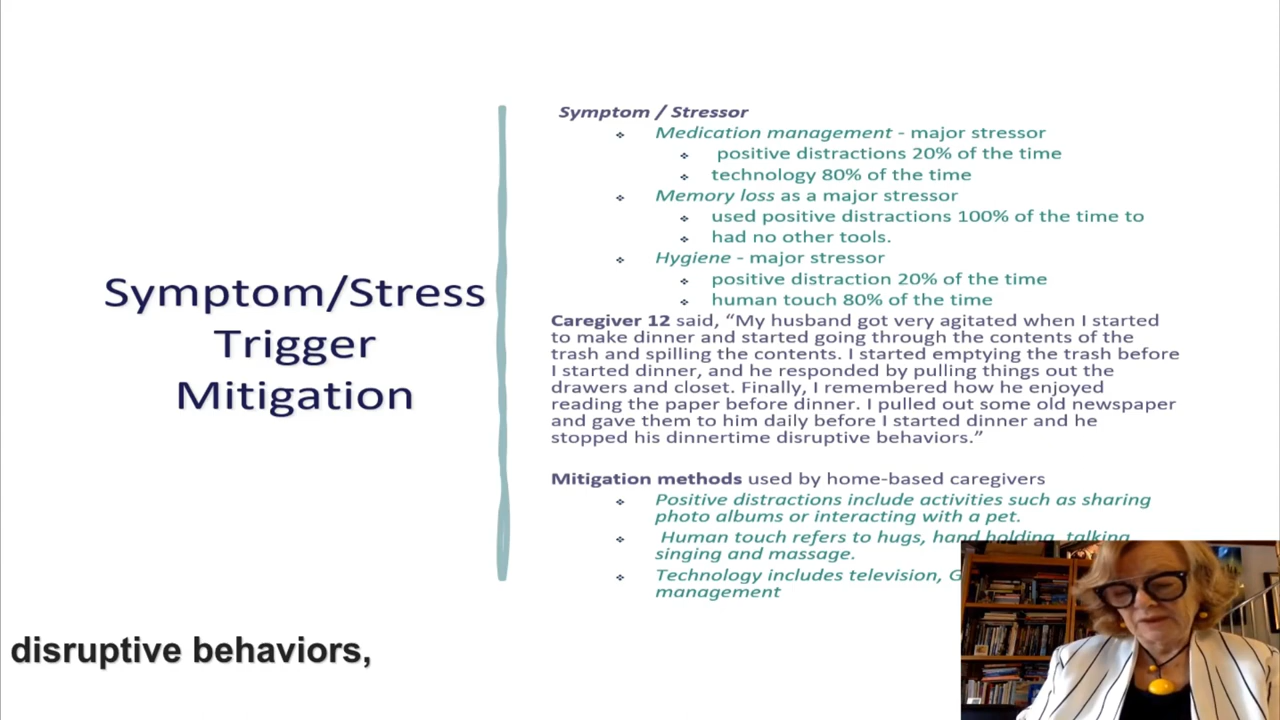 Symptom/Stress
Trigger
Mitigation
Symptom / Stressor
Medication management - major stressor
positive distractions 20% of the time
technology 80% of the time
Memory loss as a major stressor
used positive distractions 100% of the time to
had no other tools.
Hygiene - major stressor
positive distraction 20% of the time
human touch 80% of the time
Caregiver 12 said, “My husband got very agitated when I started
to make dinner and started going through the contents of the
trash and spilling the contents. I started emptying the trash before
I started dinner, and he responded by pulling things out the
drawers and closet. Finally, I remembered how he enjoyed
reading the paper before dinner. I pulled out some old newspaper
and gave them to him daily before I started dinner and he
stopped his dinnertime disruptive behaviors.”
Mitigation methods used by home-based caregivers
Positive distractions include activities such as sharing
photo albums or interacting with a pet.
Human touch refers to hugs, hand holding, talking,
singing and massage.
Technology includes television,
management
disruptive behaviors,